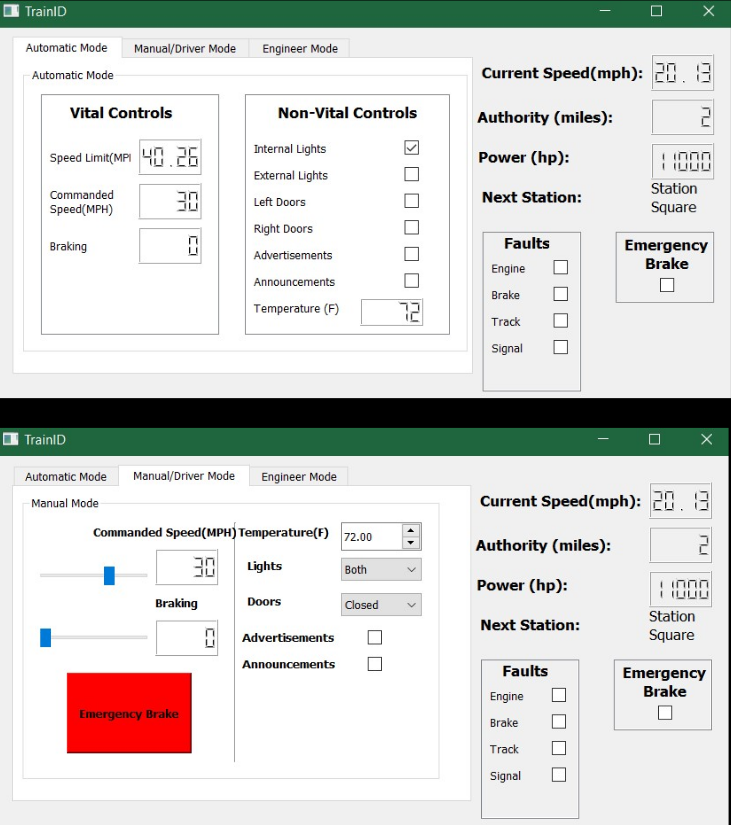 TrainID
Automatic Mode
Manual/Driver Mode
Engineer Mode
Automatic Mode
Vital Controls
Speed Limit(MPI
40.26
Commanded
Speed(MPH)
30
Braking
0
Non-Vital Controls
Internal Lights
External Lights
Left Doors
Right Doors
Advertisements
Announcements
Temperature (F)
72
Current Speed(mph):
20.13
Authority (miles):
2
Power (hp):
11000
Next Station:
Station
Square
Faults
Engine
Brake
Track
Signal
Emergency
Brake
TrainID
Automatic Mode
Manual/Driver Mode
Engineer Mode
Manual Mode
Commanded Speed(MPH)
30
Braking
0
Emergency Brake
Temperature(F)
72.00
Lights
Both
Doors
Closed
Advertisements
Announcements
Current Speed(mph):
20.13
Authority (miles):
2
Power (hp):
11000
Next Station:
Station
Square
Faults
Engine
Brake
Track
Signal
Emergency
Brake